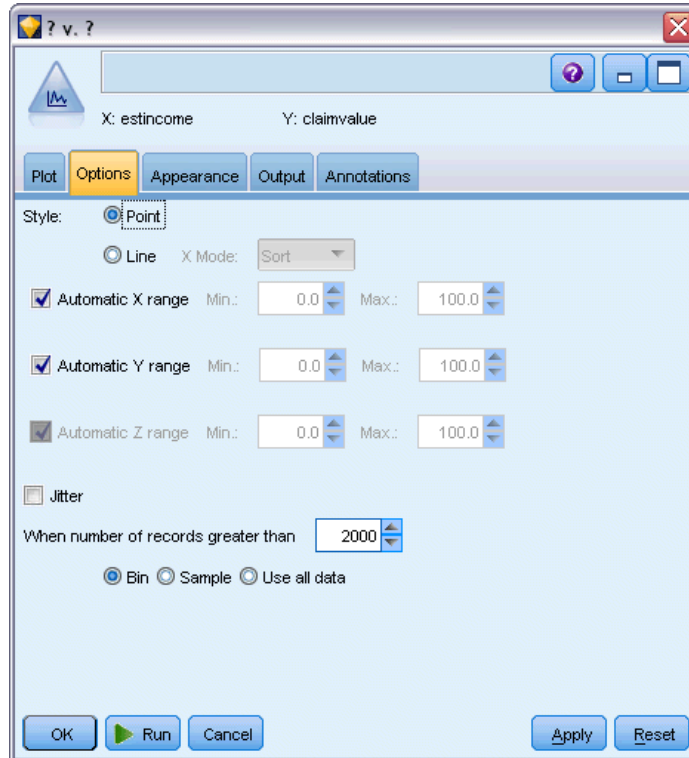 ? v. ?
X: estincome Y: claimvalue
Plot Options Appearance Output Annotations
Style: Point
Line X Mode: Sort
Automatic X range Min.: 0.0 Max.: 100.0
Automatic Y range Min.: 0.0 Max.: 100.0
Automatic Z range Min.: 0.0 Max.: 100.0
Jitter
When number of records greater than 2000
Bin Sample Use all data
OK Run Cancel Apply Reset